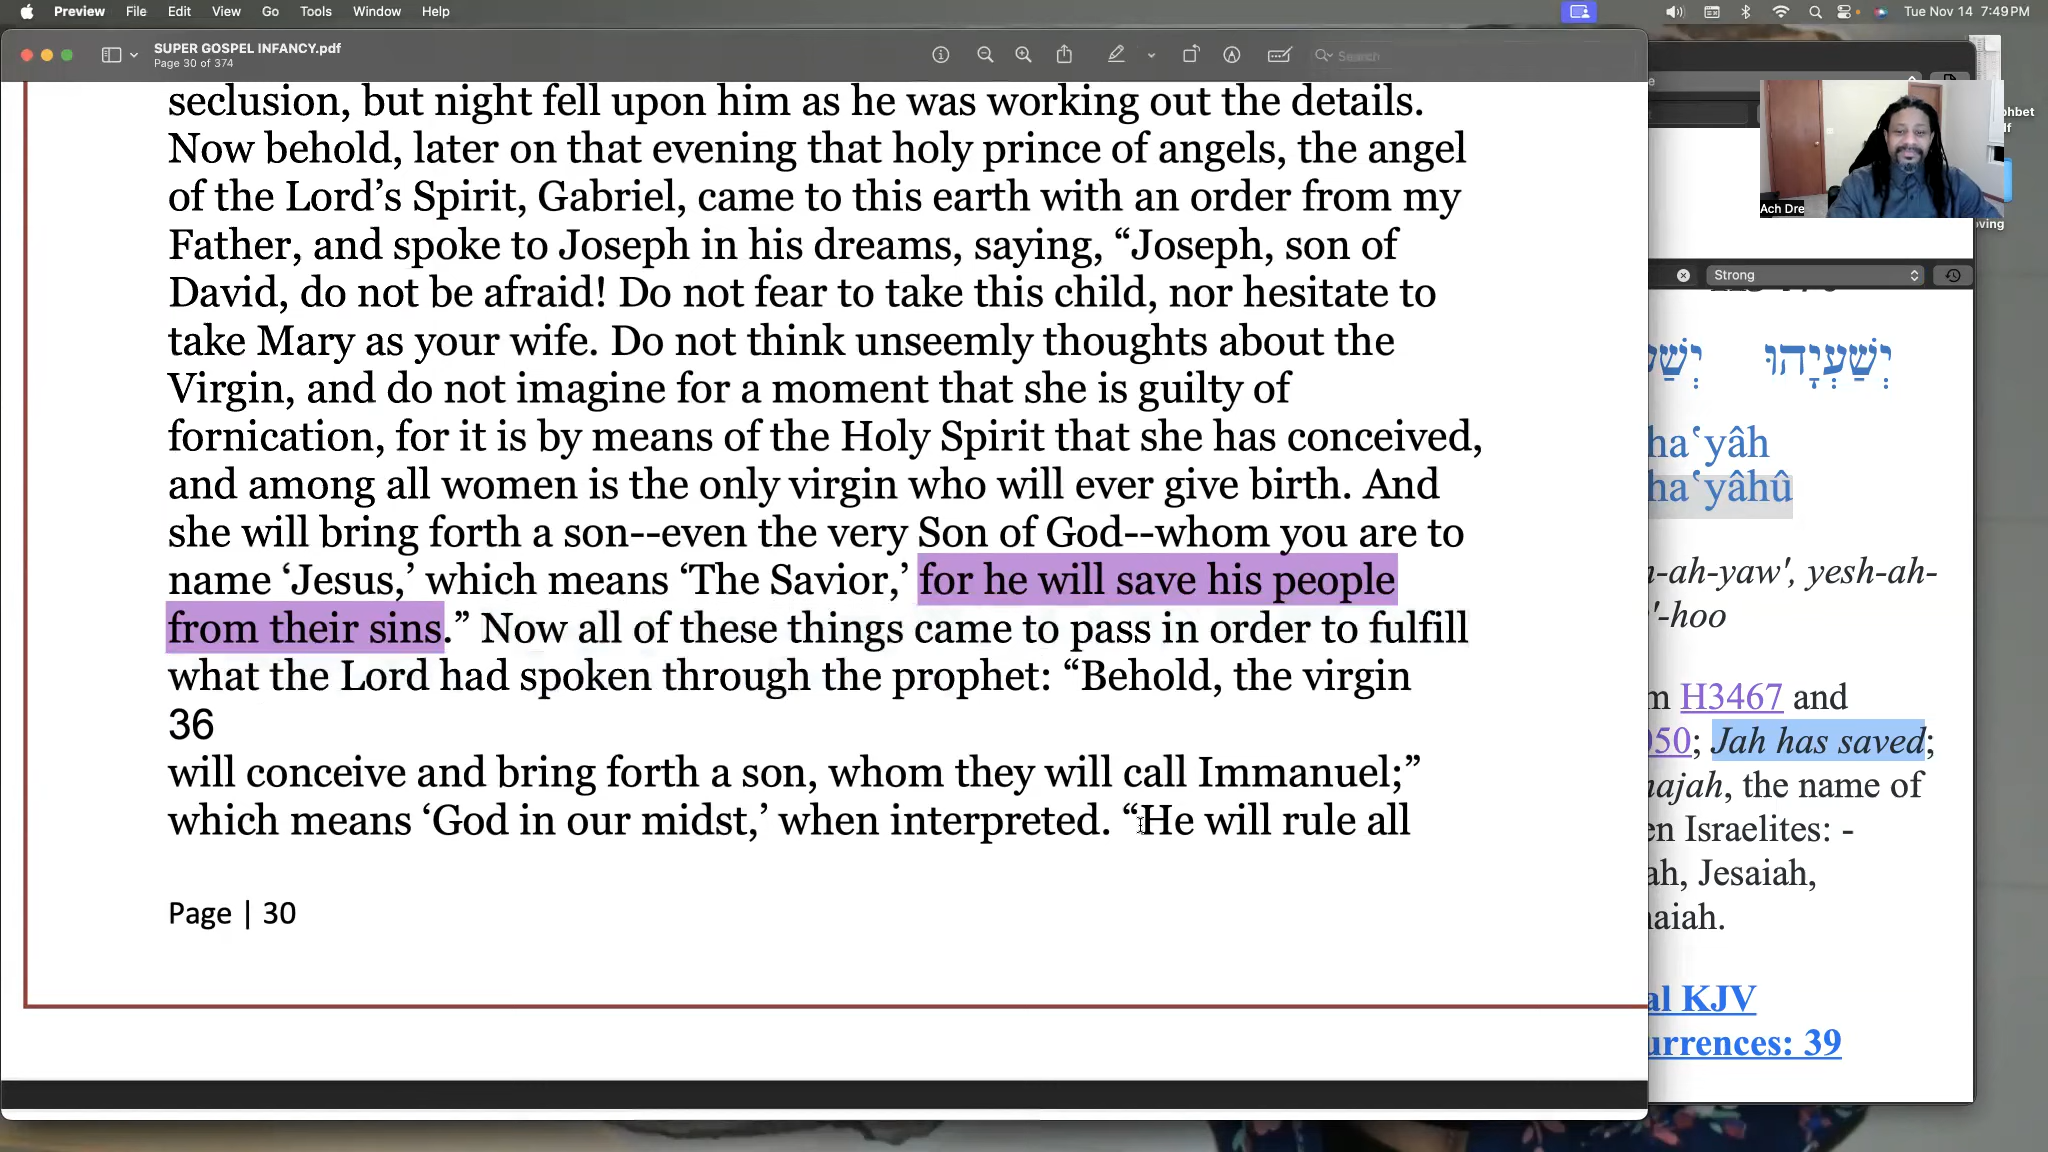 Preview File Edit View Go Tools Window Help
Tue Nov 14 7:49 PM
SUPER GOSPEL INFANCY.pdf
Page 30 of 374
Search
seclusion, but night fell upon him as he was working out the details.
Now behold, later on that evening that holy prince of angels, the angel
of the Lord’s Spirit, Gabriel, came to this earth with an order from my
Father, and spoke to Joseph in his dreams, saying, “Joseph, son of
David, do not be afraid! Do not fear to take this child, nor hesitate to
take Mary as your wife. Do not think unseemly thoughts about the
Virgin, and do not imagine for a moment that she is guilty of
fornication, for it is by means of the Holy Spirit that she has conceived,
and among all women is the only virgin who will ever give birth. And
she will bring forth a son--even the very Son of God--whom you are to
name ‘Jesus,’ which means ‘The Savior,’ for he will save his people
from their sins.” Now all of these things came to pass in order to fulfill
what the Lord had spoken through the prophet: “Behold, the virgin
36
will conceive and bring forth a son, whom they will call Immanuel;”
which means ‘God in our midst,’ when interpreted. “He will rule all
Page | 30
Ach Dre
Strong
יְשַׁעְיָהוּ
ha‛yâh
ha‛yâhû
-ah-yaw', yesh-ah-
'-hoo
H3467 and
50; Jah has saved;
ajah, the name of
en Israelites: -
ah, Jesaiah,
aiah.
al KJV
urrences: 39